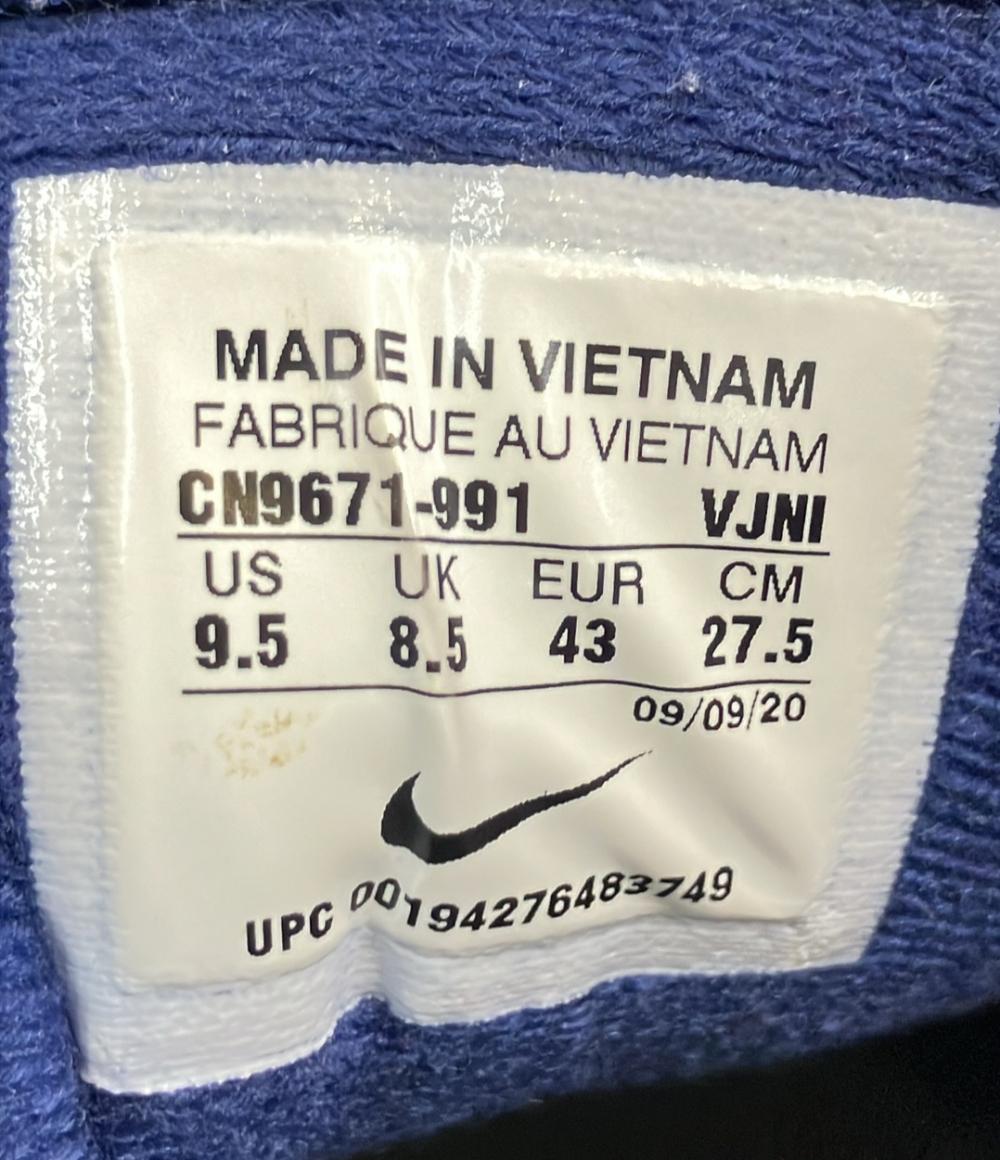 MADE IN VIETNAM
FABRIQUE AU VIETNAM
CN9671-991 VJNI
US UK EUR CM
9.5 8.5 43 27.5
09/09/20
UPC 00194276483749